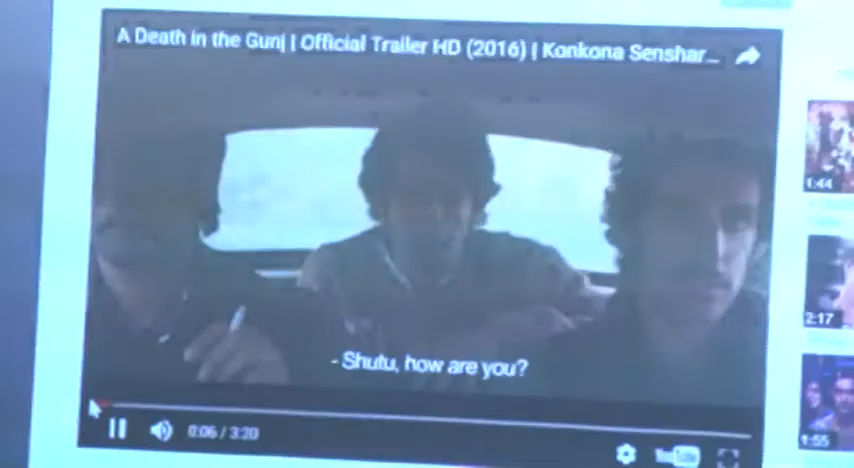 A Death in the Gunj | Official Trailer HD (2016) | Konkona Senshar...
1:44
- Shutu, how are you?
2:17
0:06 / 3:20
YouTube
1:55